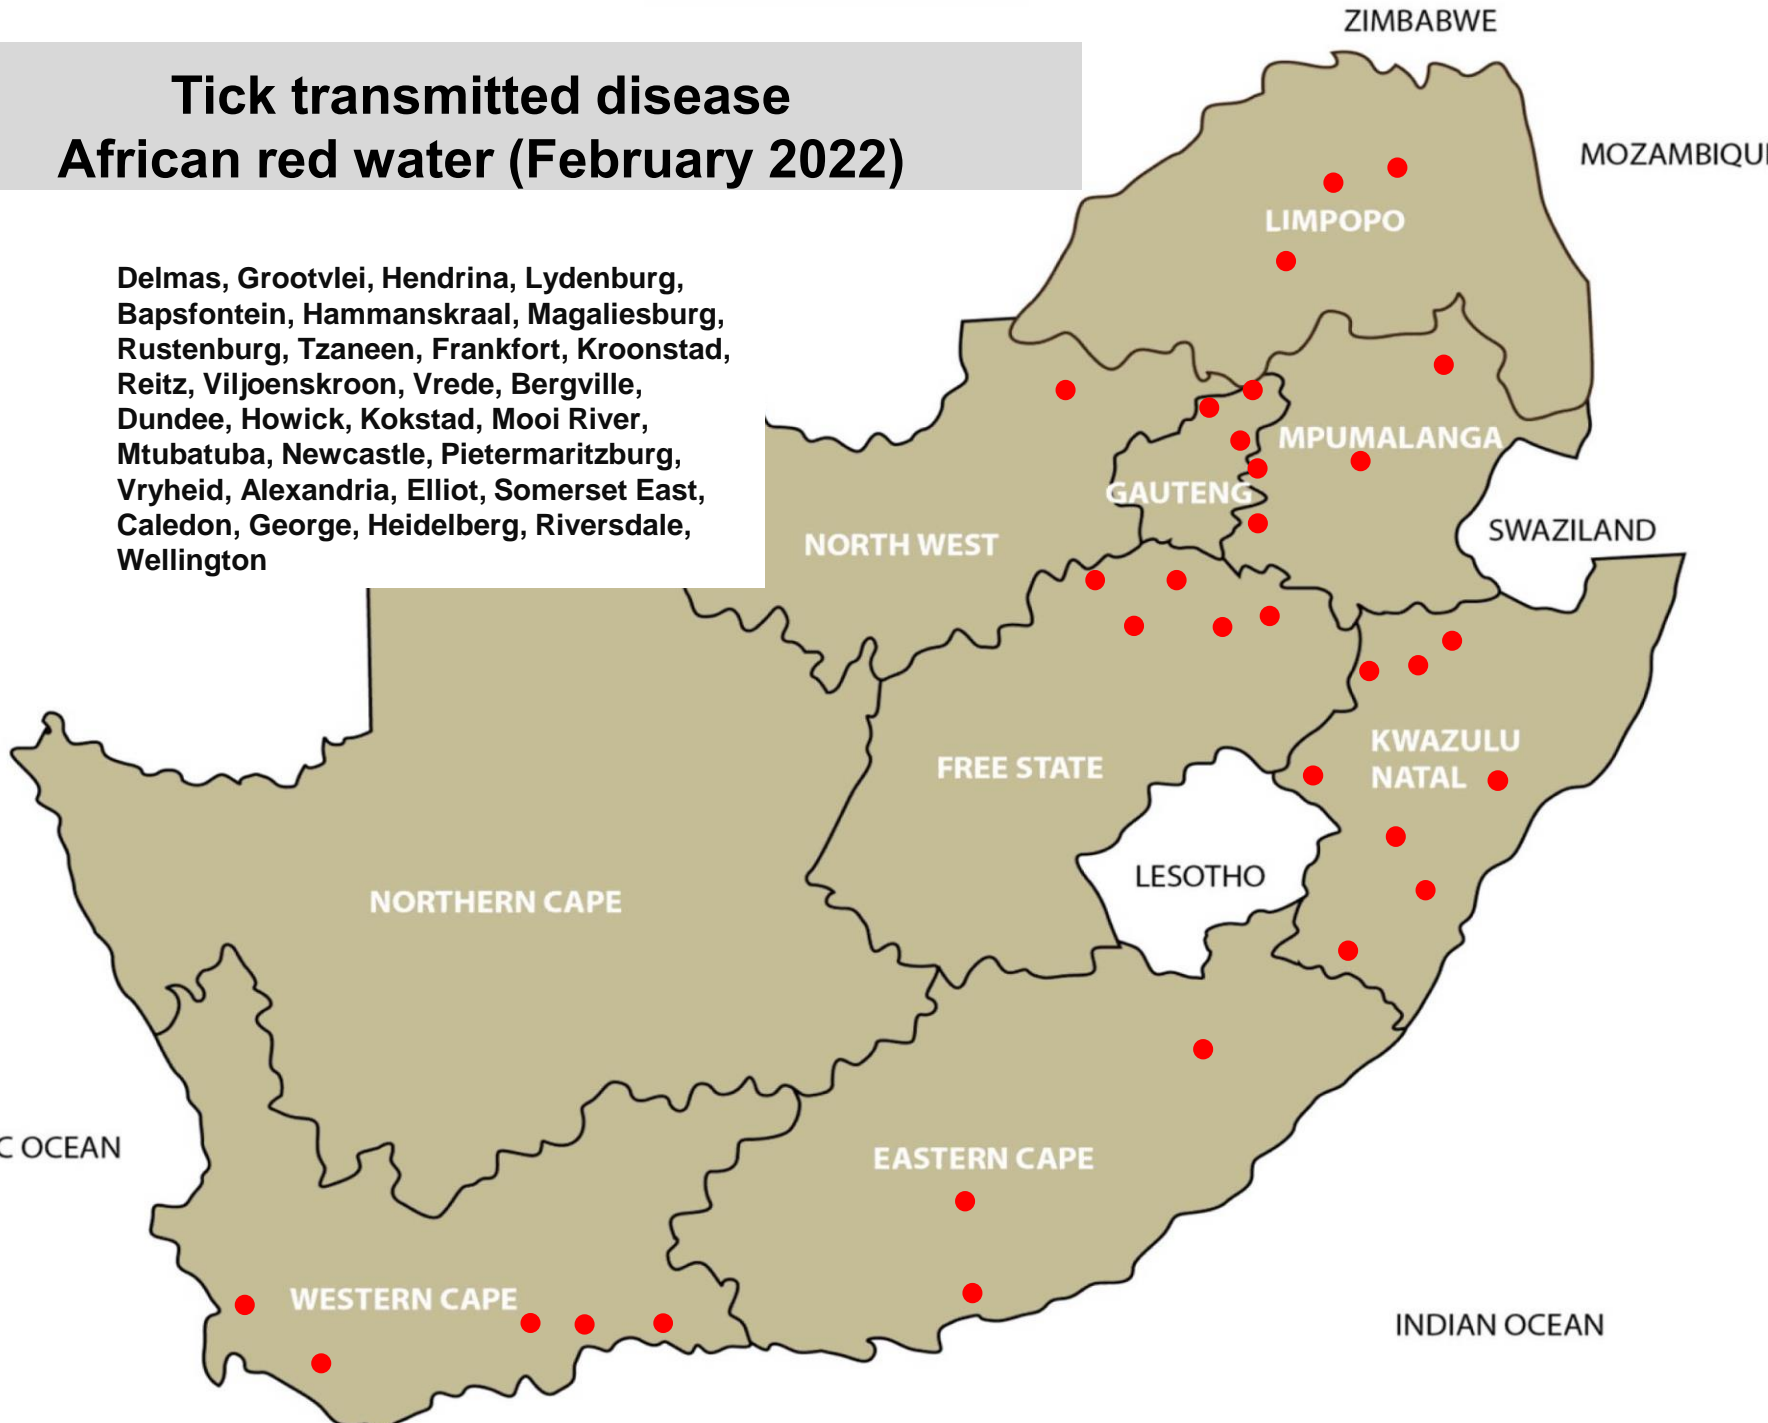 ZIMBABWE
Tick transmitted disease
African red water (February 2022)
MOZAMBIQU
LIMPOPO
Delmas, Grootvlei, Hendrina, Lydenburg,
Bapsfontein, Hammanskraal, Magaliesburg,
Rustenburg, Tzaneen, Frankfort, Kroonstad,
Reitz, Viljoenskroon, Vrede, Bergville,
Dundee, Howick, Kokstad, Mooi River,
Mtubatuba, Newcastle, Pietermaritzburg,
Vryheid, Alexandria, Elliot, Somerset East,
Caledon, George, Heidelberg, Riversdale,
Wellington
MPUMALANGA
GAUTENG
SWAZILAND
NORTH WEST
KWAZULU
NATAL
FREE STATE
LESOTHO
NORTHERN CAPE
C OCEAN
EASTERN CAPE
WESTERN CAPE
INDIAN OCEAN